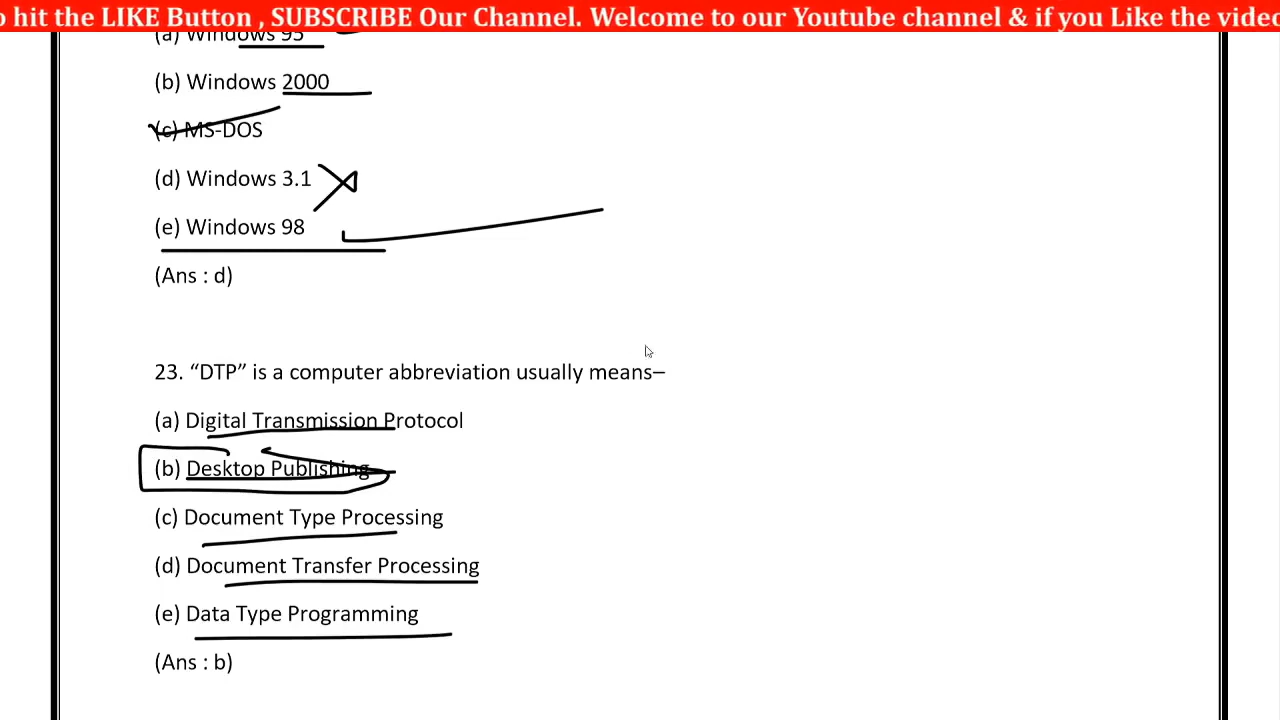 o hit the LIKE Button , SUBSCRIBE Our Channel. Welcome to our Youtube channel & if you Like the video
(a) Windows 95
(b) Windows 2000
(c) MS-DOS
(d) Windows 3.1
(e) Windows 98
(Ans : d)
23. “DTP” is a computer abbreviation usually means–
(a) Digital Transmission Protocol
(b) Desktop Publishing
(c) Document Type Processing
(d) Document Transfer Processing
(e) Data Type Programming
(Ans : b)